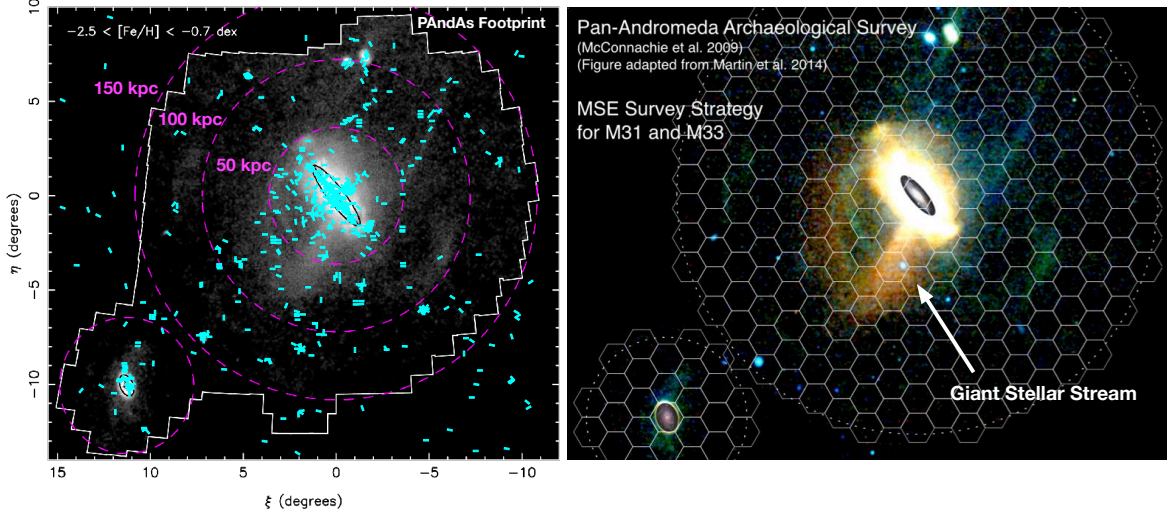 PAndAs Footprint
−2.5 < [Fe/H] < −0.7 dex
150 kpc
100 kpc
50 kpc
10
5
0
−5
−10
η (degrees)
15
10
5
0
−5
−10
ξ (degrees)
Pan-Andromeda Archaeological Survey
(McConnachie et al. 2009)
(Figure adapted from Martin et al. 2014)
MSE Survey Strategy
for M31 and M33
Giant Stellar Stream